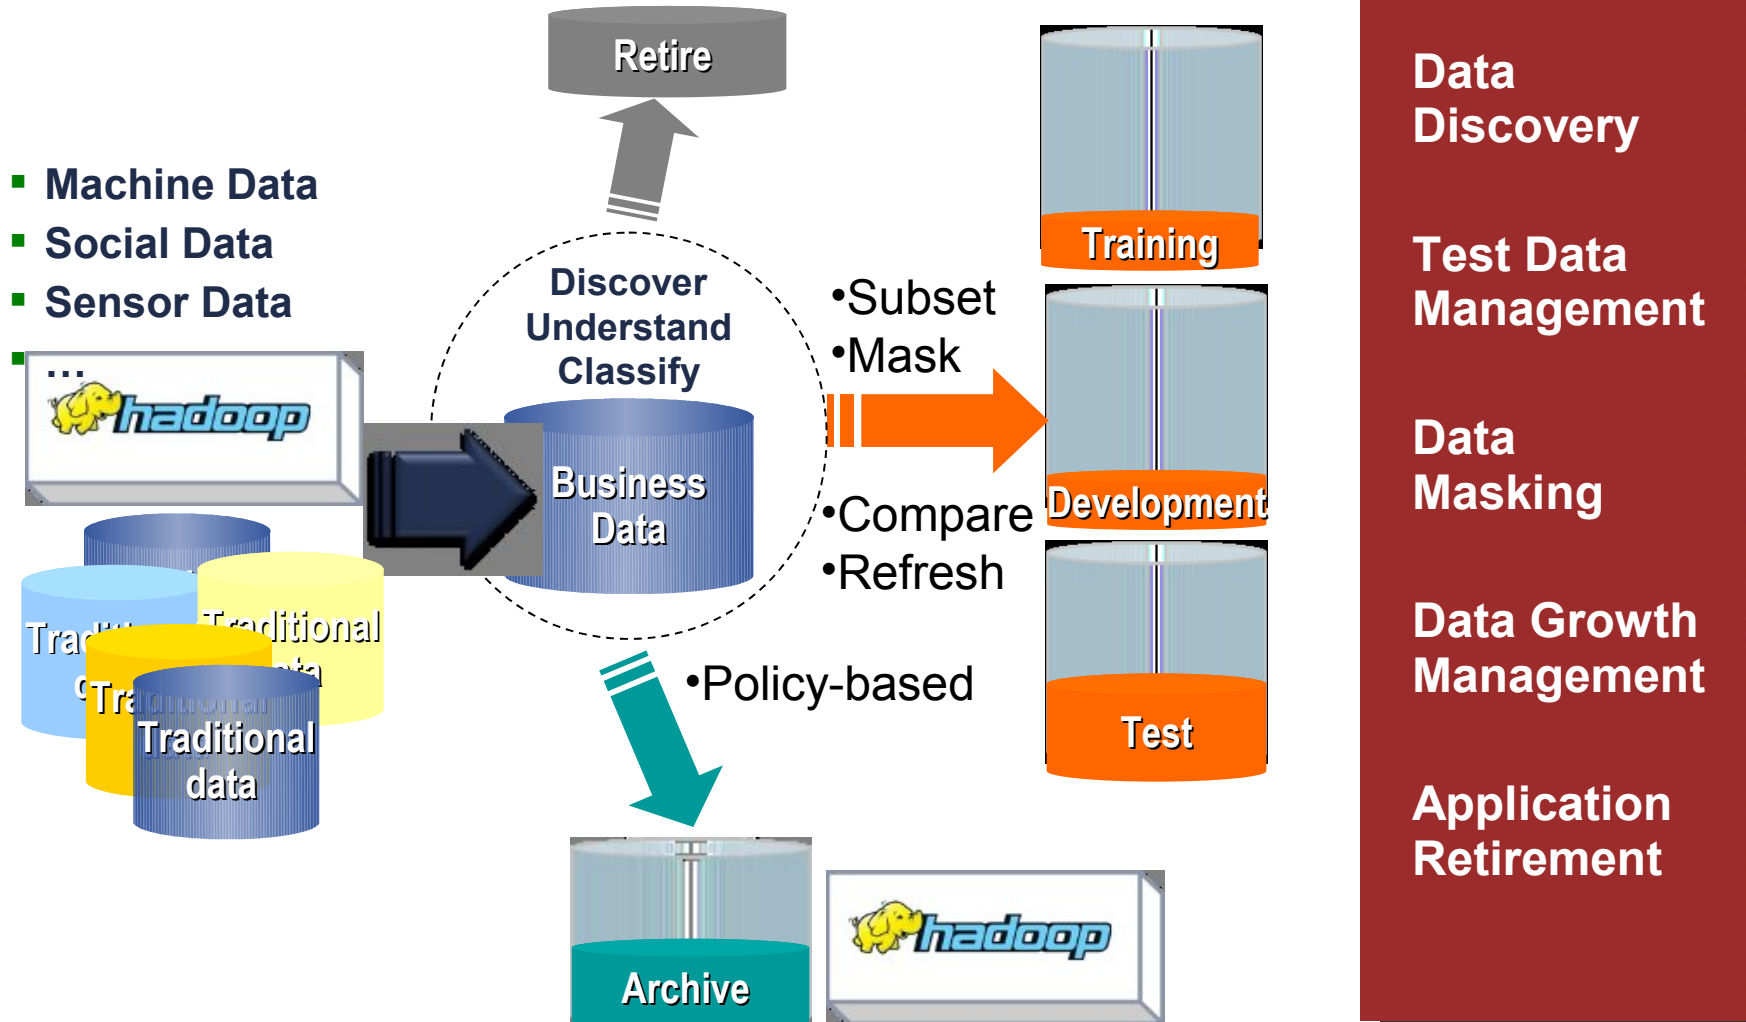 Retire
Machine Data
Social Data
Sensor Data
...
hadoop
Traditional
data
Discover
Understand
Classify
Business
Data
•Subset
•Mask
•Compare
•Refresh
•Policy-based
Archive
hadoop
Training
Development
Test
Data
Discovery
Test Data
Management
Data
Masking
Data Growth
Management
Application
Retirement